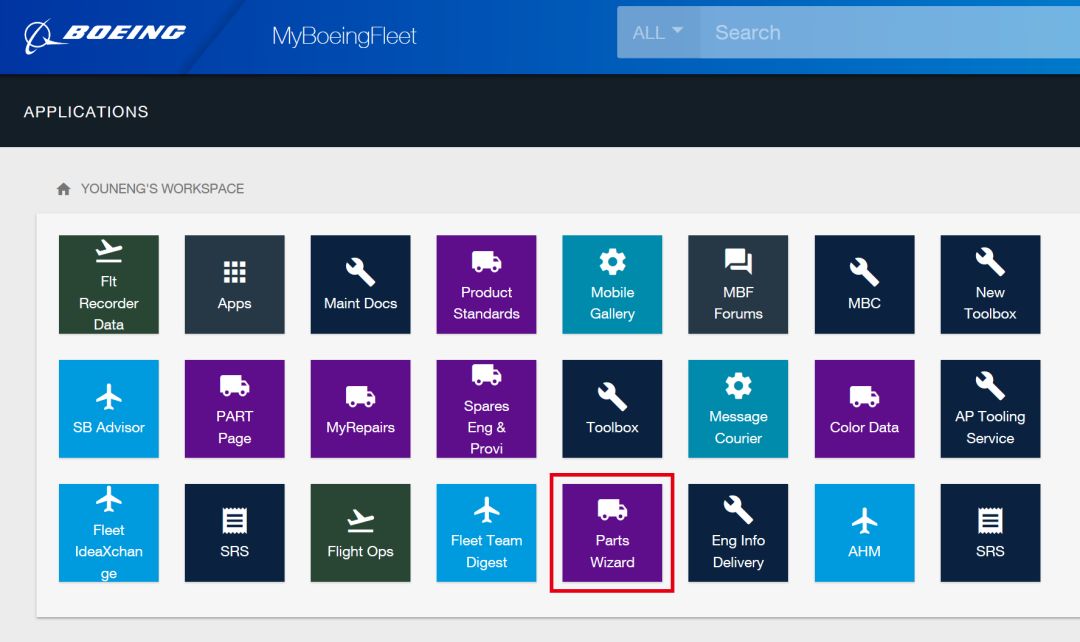 BOEING
MyBoeingFleet
ALL
Search
APPLICATIONS
YOUNENG'S WORKSPACE
Flt
Recorder
Data
Apps
Maint Docs
Product
Standards
Mobile
Gallery
MBF
Forums
MBC
New
Toolbox
SB Advisor
PART
Page
MyRepairs
Spares
Eng &
Provi
Toolbox
Message
Courier
Color Data
AP Tooling
Service
Fleet
IdeaXchan
ge
SRS
Flight Ops
Fleet Team
Digest
Parts
Wizard
Eng Info
Delivery
AHM
SRS